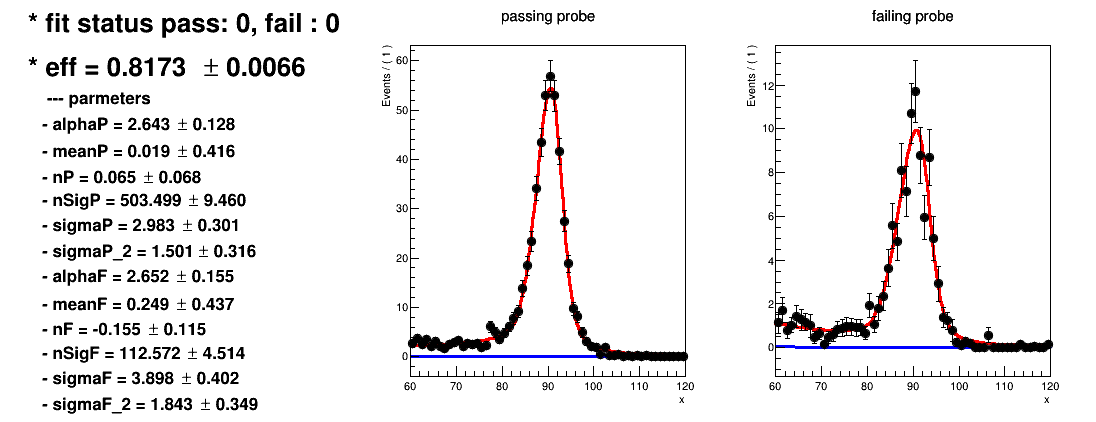 * fit status pass: 0, fail : 0
* eff = 0.8173 ± 0.0066
--- parmeters
- alphaP = 2.643 ± 0.128
- meanP = 0.019 ± 0.416
- nP = 0.065 ± 0.068
- nSigP = 503.499 ± 9.460
- sigmaP = 2.983 ± 0.301
- sigmaP_2 = 1.501 ± 0.316
- alphaF = 2.652 ± 0.155
- meanF = 0.249 ± 0.437
- nF = -0.155 ± 0.115
- nSigF = 112.572 ± 4.514
- sigmaF = 3.898 ± 0.402
- sigmaF_2 = 1.843 ± 0.349
passing probe
Events / ( 1 )
60
50
40
30
20
10
0
60 70 80 90 100 110 120
x
failing probe
Events / ( 1 )
12
10
8
6
4
2
0
60 70 80 90 100 110 120
x